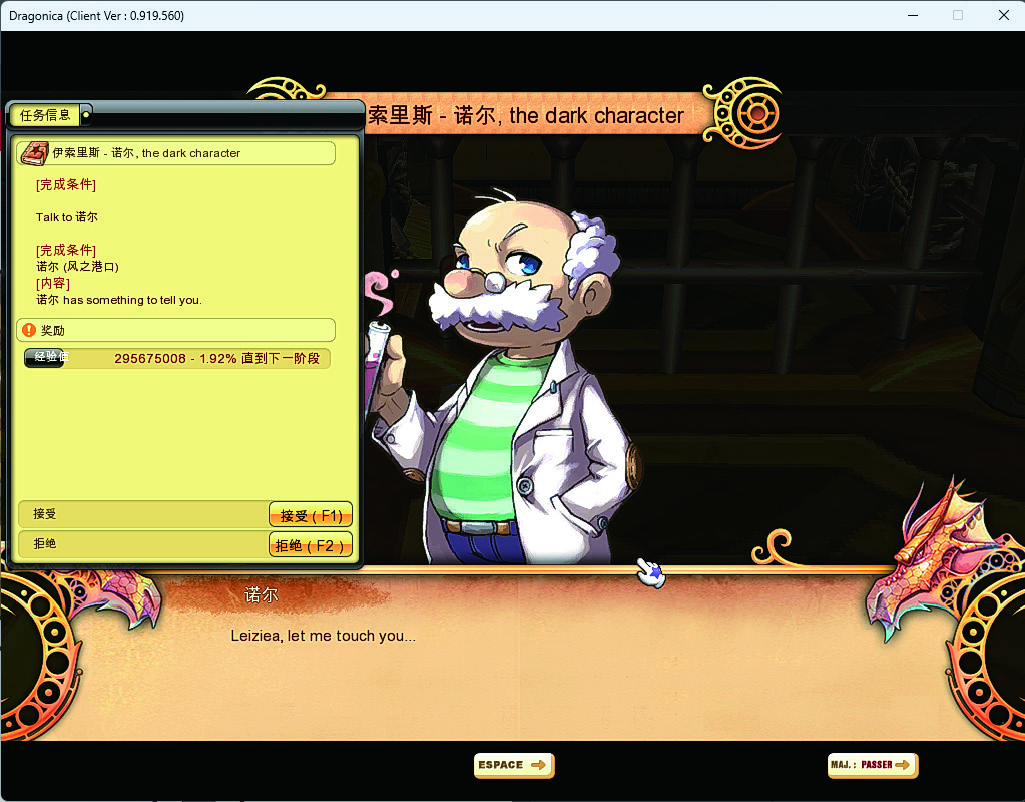 Dragonica (Client Ver : 0.919.560)
索里斯 - 诺尔, the dark character
任务信息
伊索里斯 - 诺尔, the dark character
[完成条件]
Talk to 诺尔
[完成条件]
诺尔 (风之港口)
[内容]
诺尔 has something to tell you.
奖励
经验值 295675008 - 1.92% 直到下一阶段
接受 接受 ( F1)
拒绝 拒绝 ( F2 )
诺尔
Leiziea, let me touch you...
ESPACE
MAJ. : PASSER